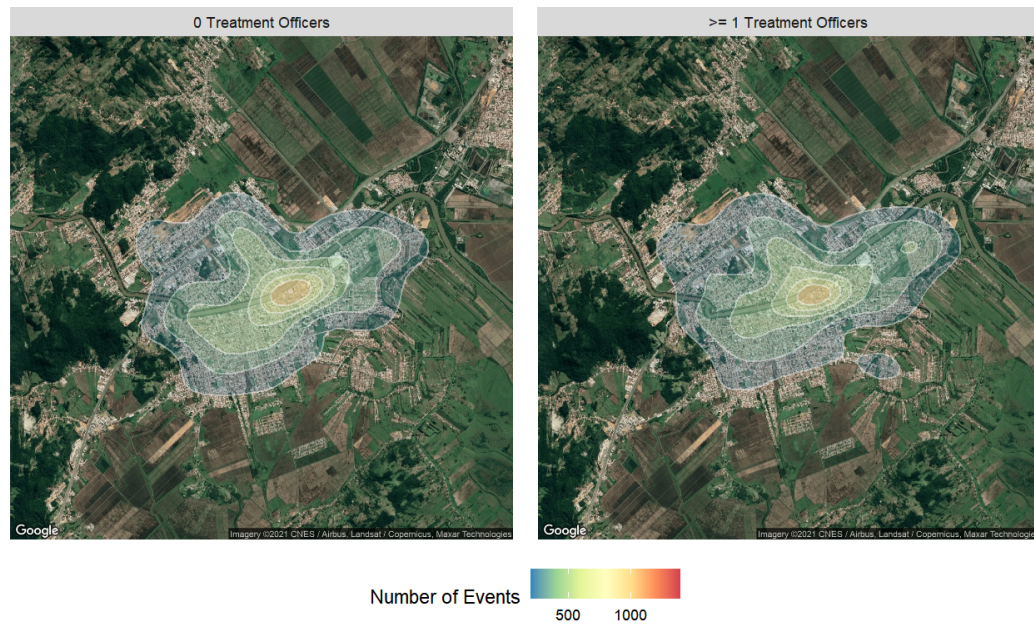 0 Treatment Officers
>= 1 Treatment Officers
Google
Imagery ©2021 CNES / Airbus, Landsat / Copernicus, Maxar Technologies
Google
Imagery ©2021 CNES / Airbus, Landsat / Copernicus, Maxar Technologies
Number of Events
500 1000